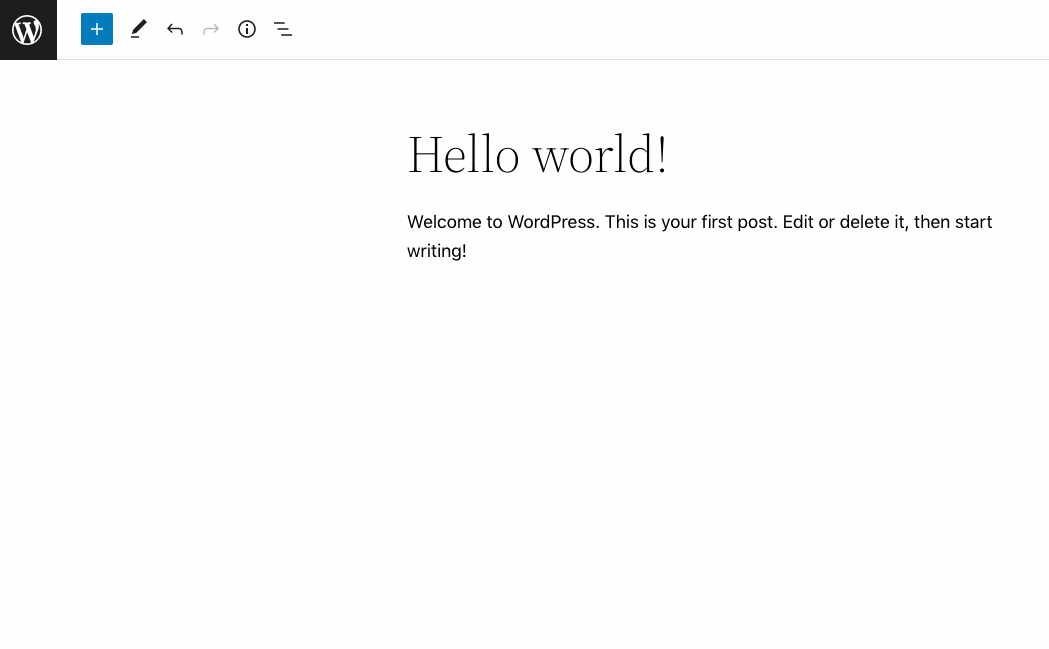 Hello world!
Welcome to WordPress. This is your first post. Edit or delete it, then start
writing!